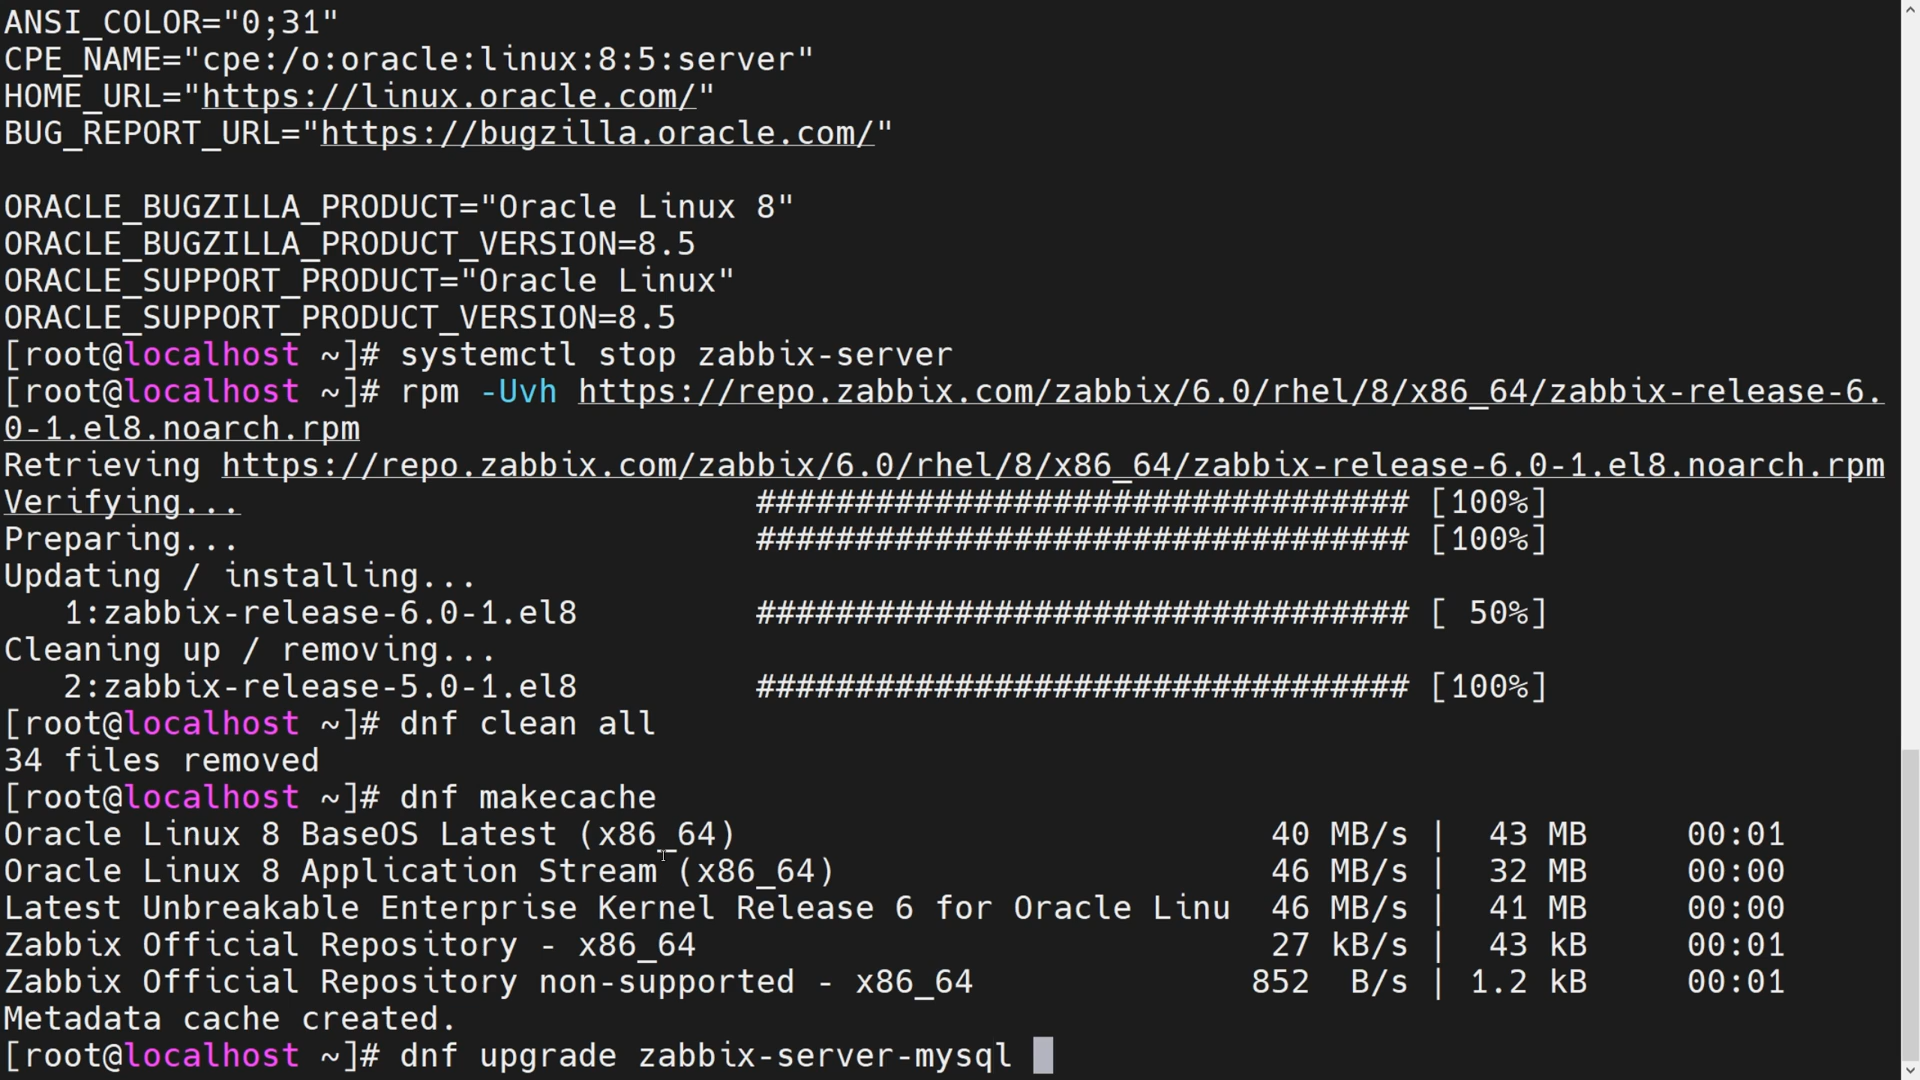 ANSI_COLOR="0;31"
CPE_NAME="cpe:/o:oracle:linux:8:5:server"
HOME_URL="https://linux.oracle.com/"
BUG_REPORT_URL="https://bugzilla.oracle.com/"

ORACLE_BUGZILLA_PRODUCT="Oracle Linux 8"
ORACLE_BUGZILLA_PRODUCT_VERSION=8.5
ORACLE_SUPPORT_PRODUCT="Oracle Linux"
ORACLE_SUPPORT_PRODUCT_VERSION=8.5
[root@localhost ~]# systemctl stop zabbix-server
[root@localhost ~]# rpm -Uvh https://repo.zabbix.com/zabbix/6.0/rhel/8/x86_64/zabbix-release-6.
0-1.el8.noarch.rpm
Retrieving https://repo.zabbix.com/zabbix/6.0/rhel/8/x86_64/zabbix-release-6.0-1.el8.noarch.rpm
Verifying...                          ################################# [100%]
Preparing...                          ################################# [100%]
Updating / installing...
   1:zabbix-release-6.0-1.el8         ################################# [ 50%]
Cleaning up / removing...
   2:zabbix-release-5.0-1.el8         ################################# [100%]
[root@localhost ~]# dnf clean all
34 files removed
[root@localhost ~]# dnf makecache
Oracle Linux 8 BaseOS Latest (x86_64)                           40 MB/s |  43 MB     00:01
Oracle Linux 8 Application Stream (x86_64)                      46 MB/s |  32 MB     00:00
Latest Unbreakable Enterprise Kernel Release 6 for Oracle Linu  46 MB/s |  41 MB     00:00
Zabbix Official Repository - x86_64                             27 kB/s |  43 kB     00:01
Zabbix Official Repository non-supported - x86_64              852  B/s | 1.2 kB     00:01
Metadata cache created.
[root@localhost ~]# dnf upgrade zabbix-server-mysql